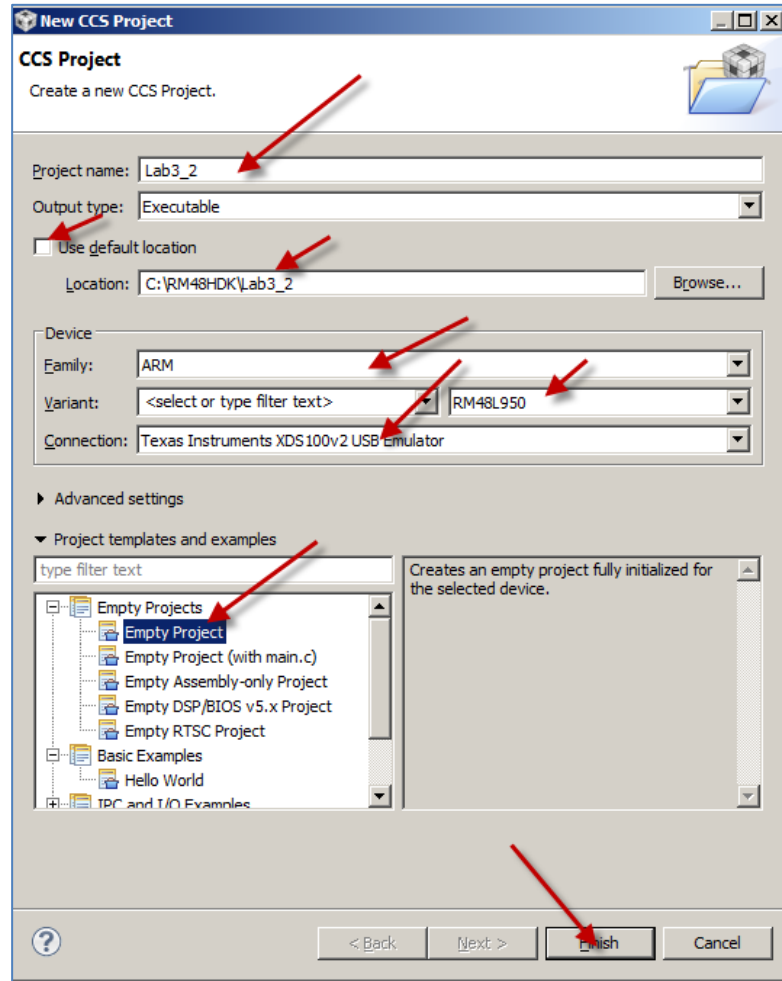 New CCS Project
CCS Project
Create a new CCS Project.
Project name: Lab3_2
Output type: Executable
Use default location
Location: C:\RM48HDK\Lab3_2 Browse...
Device
Family: ARM
Variant: <select or type filter text> RM48L950
Connection: Texas Instruments XDS100v2 USB Emulator
Advanced settings
Project templates and examples
type filter text
Creates an empty project fully initialized for
the selected device.
Empty Projects
Empty Project
Empty Project (with main.c)
Empty Assembly-only Project
Empty DSP/BIOS v5.x Project
Empty RTSC Project
Basic Examples
Hello World
IPC and I/O Examples
? < Back Next > Finish Cancel